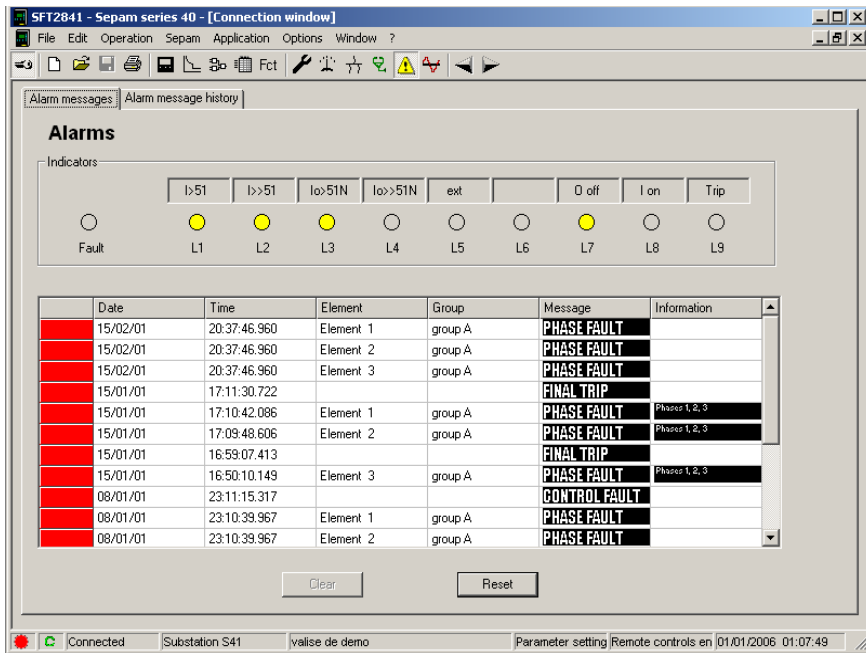 SFT2841 - Sepam series 40 - [Connection window]
File Edit Operation Sepam Application Options Window ?
Fct
Alarm messages Alarm message history
Alarms
Indicators
I>51 I>>51 Io>51N Io>>51N ext O off I on Trip
Fault L1 L2 L3 L4 L5 L6 L7 L8 L9
Date Time Element Group Message Information
15/02/01 20:37:46.960 Element 1 group A PHASE FAULT
15/02/01 20:37:46.960 Element 2 group A PHASE FAULT
15/02/01 20:37:46.960 Element 3 group A PHASE FAULT
15/01/01 17:11:30.722 FINAL TRIP
15/01/01 17:10:42.086 Element 1 group A PHASE FAULT Phases 1, 2, 3
15/01/01 17:09:48.606 Element 2 group A PHASE FAULT Phases 1, 2, 3
15/01/01 16:59:07.413 FINAL TRIP
15/01/01 16:50:10.149 Element 3 group A PHASE FAULT Phases 1, 2, 3
08/01/01 23:11:15.317 CONTROL FAULT
08/01/01 23:10:39.967 Element 1 group A PHASE FAULT
08/01/01 23:10:39.967 Element 2 group A PHASE FAULT
Clear Reset
Connected Substation S41 valise de demo Parameter setting Remote controls en 01/01/2006 01:07:49